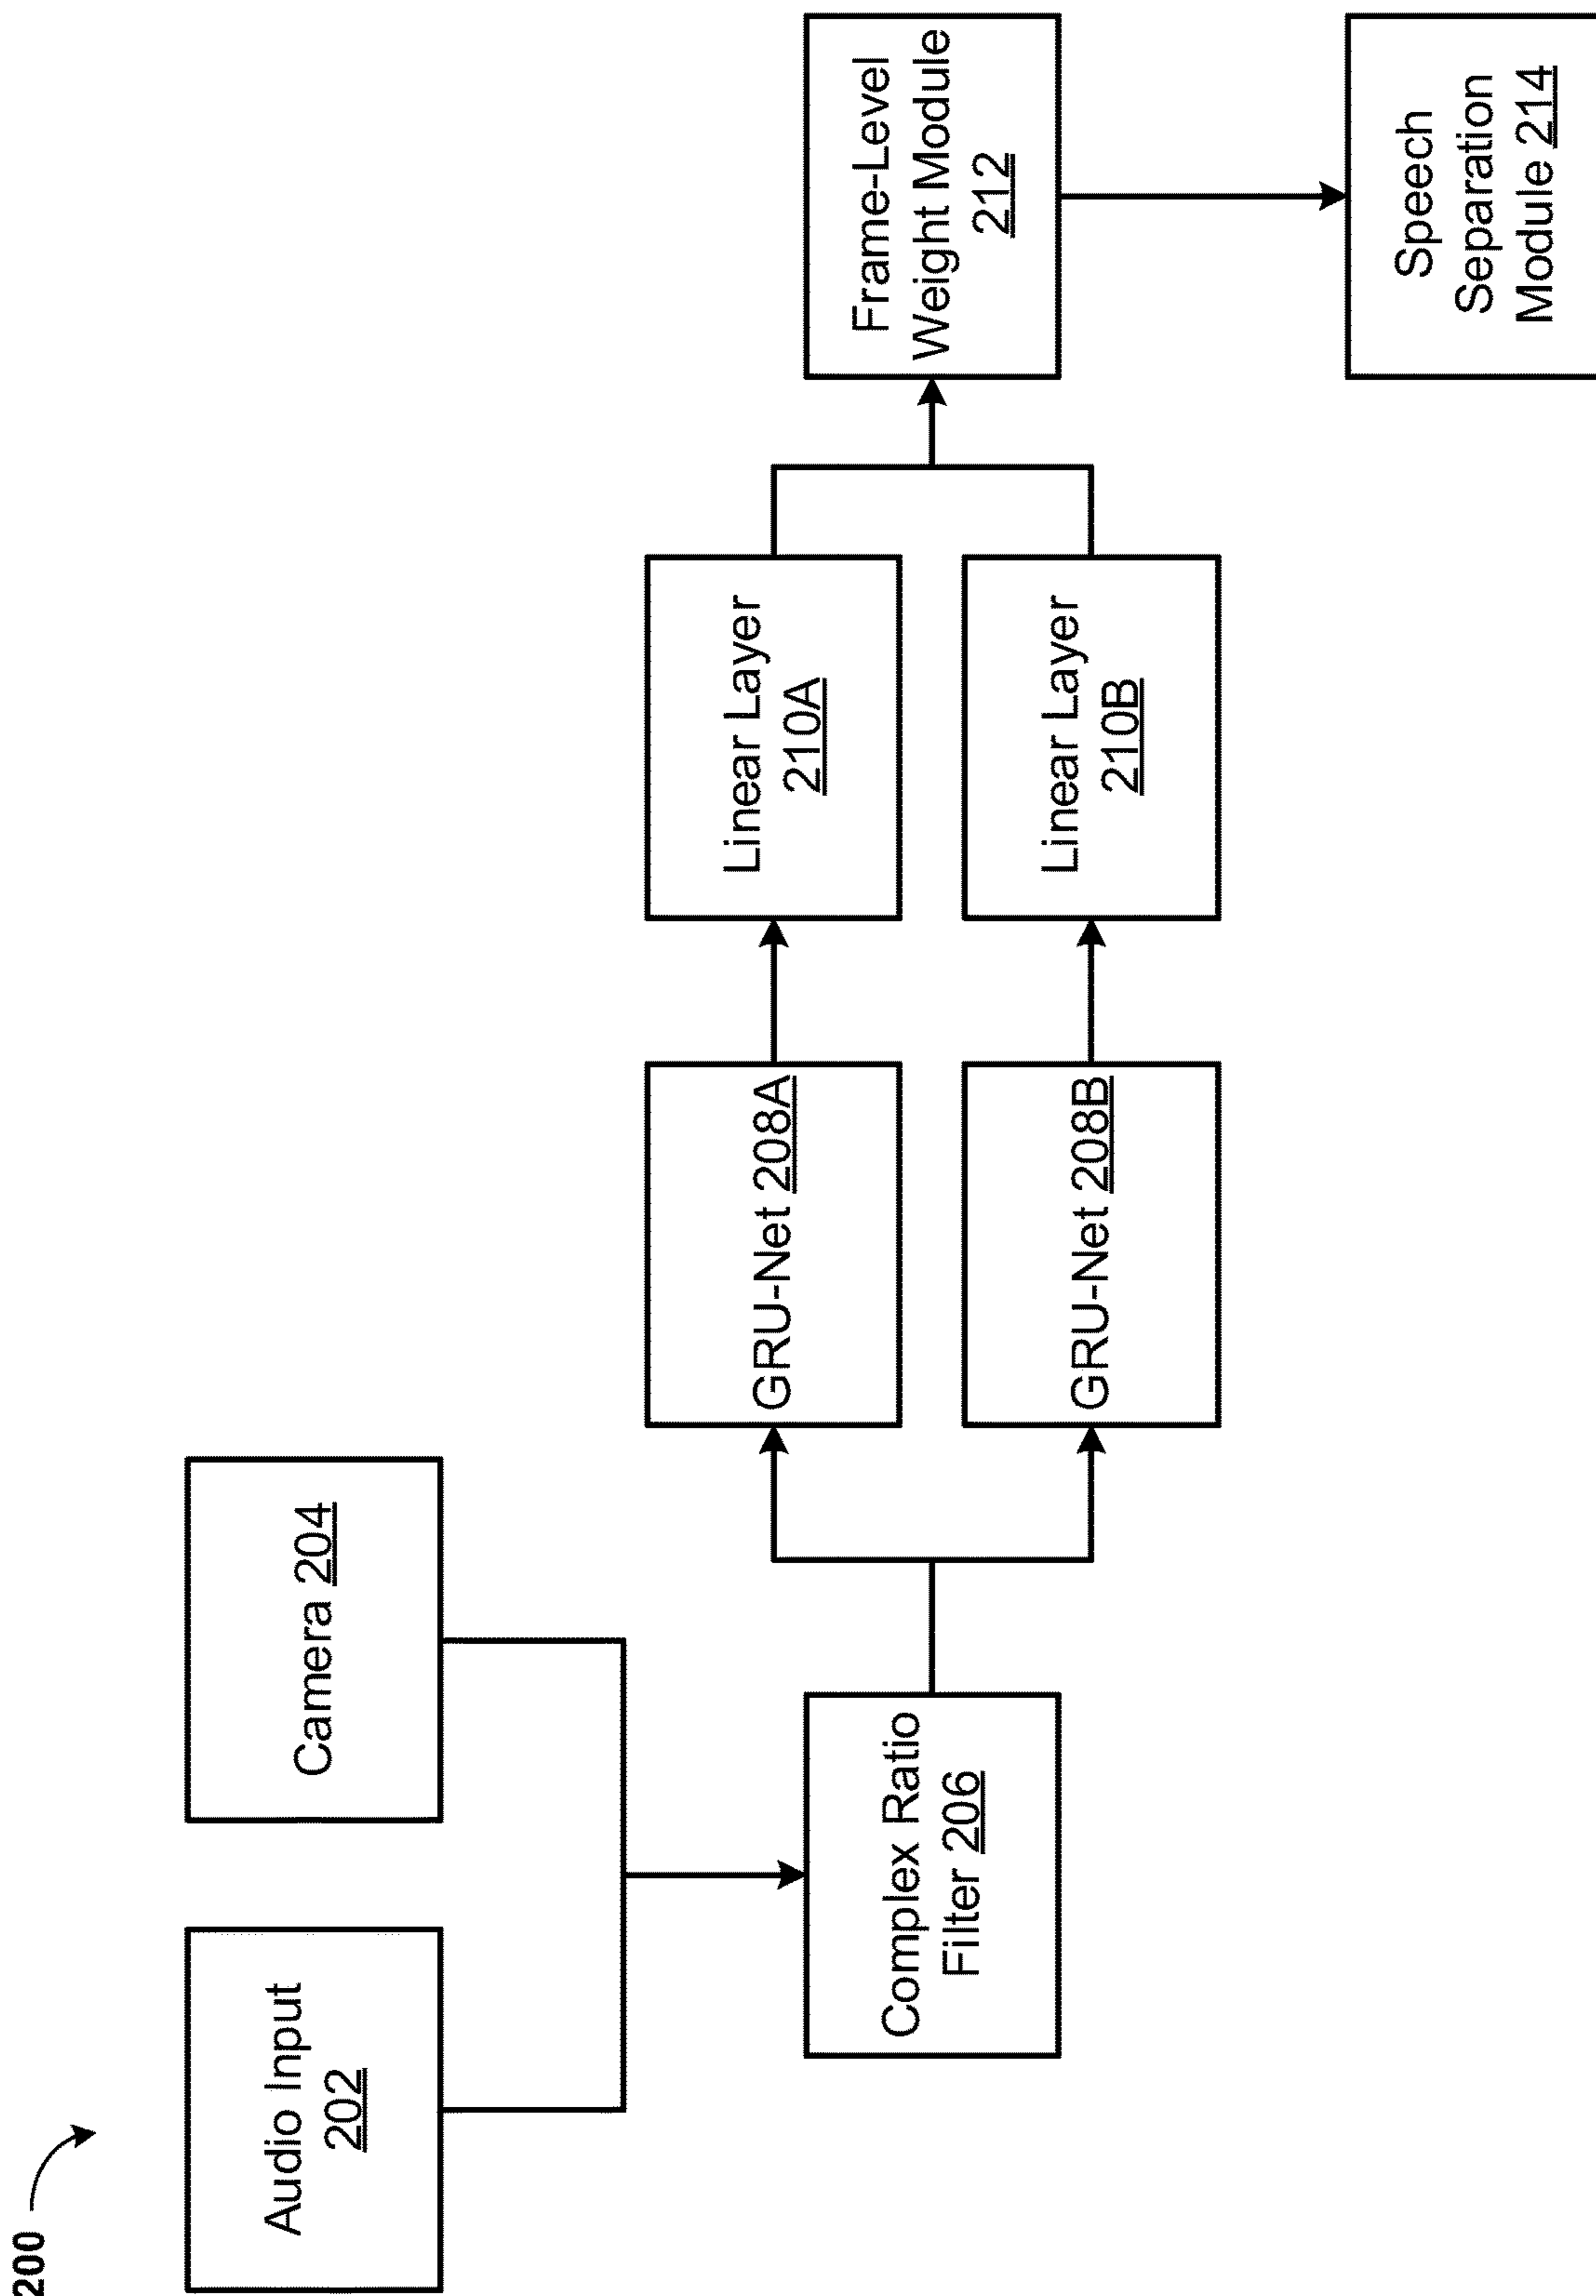 200
Audio Input
202
Camera 204
Complex Ratio
Filter 206
GRU-Net 208A
GRU-Net 208B
Linear Layer
210A
Linear Layer
210B
Frame-Level
Weight Module
212
Speech
Separation
Module 214